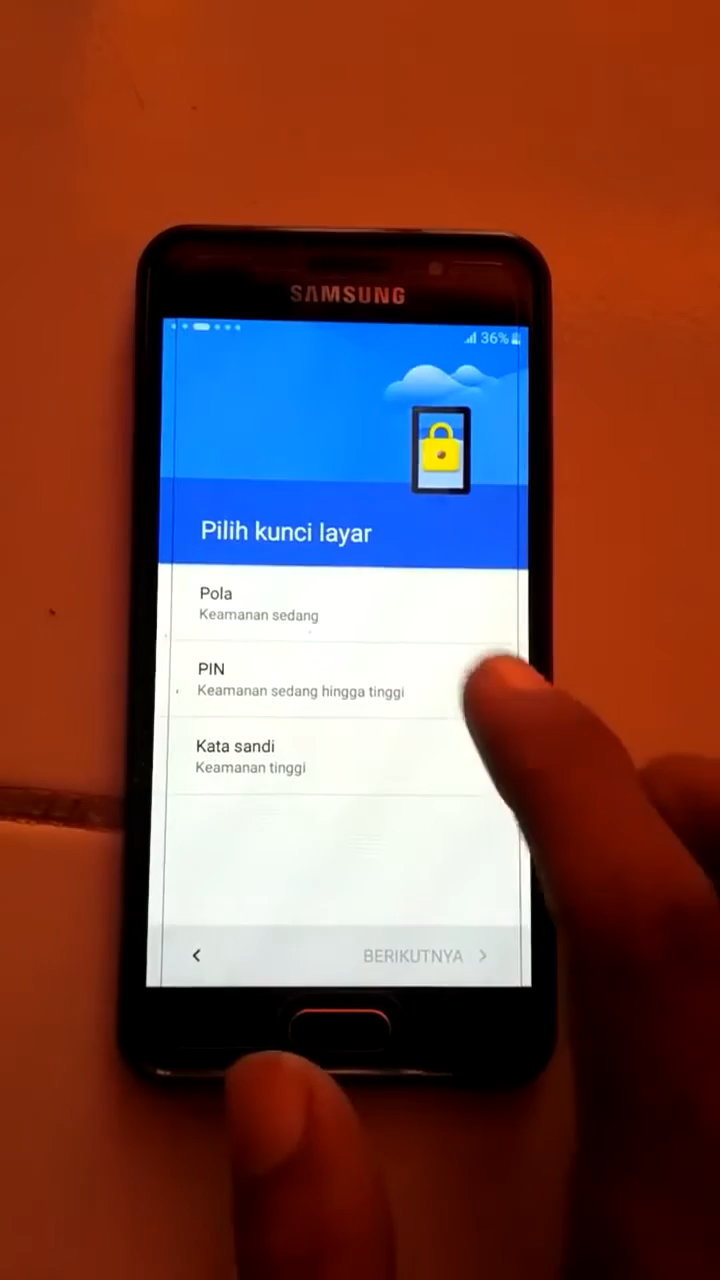 SAMSUNG
36%
Pilih kunci layar
Pola
Keamanan sedang
PIN
Keamanan sedang hingga tinggi
Kata sandi
Keamanan tinggi
BERIKUTNYA